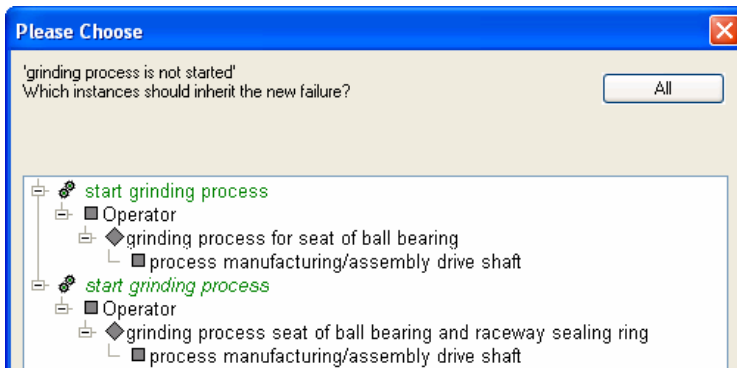 Please Choose
'grinding process is not started'
Which instances should inherit the new failure?
All
start grinding process
Operator
grinding process for seat of ball bearing
process manufacturing/assembly drive shaft
start grinding process
Operator
grinding process seat of ball bearing and raceway sealing ring
process manufacturing/assembly drive shaft